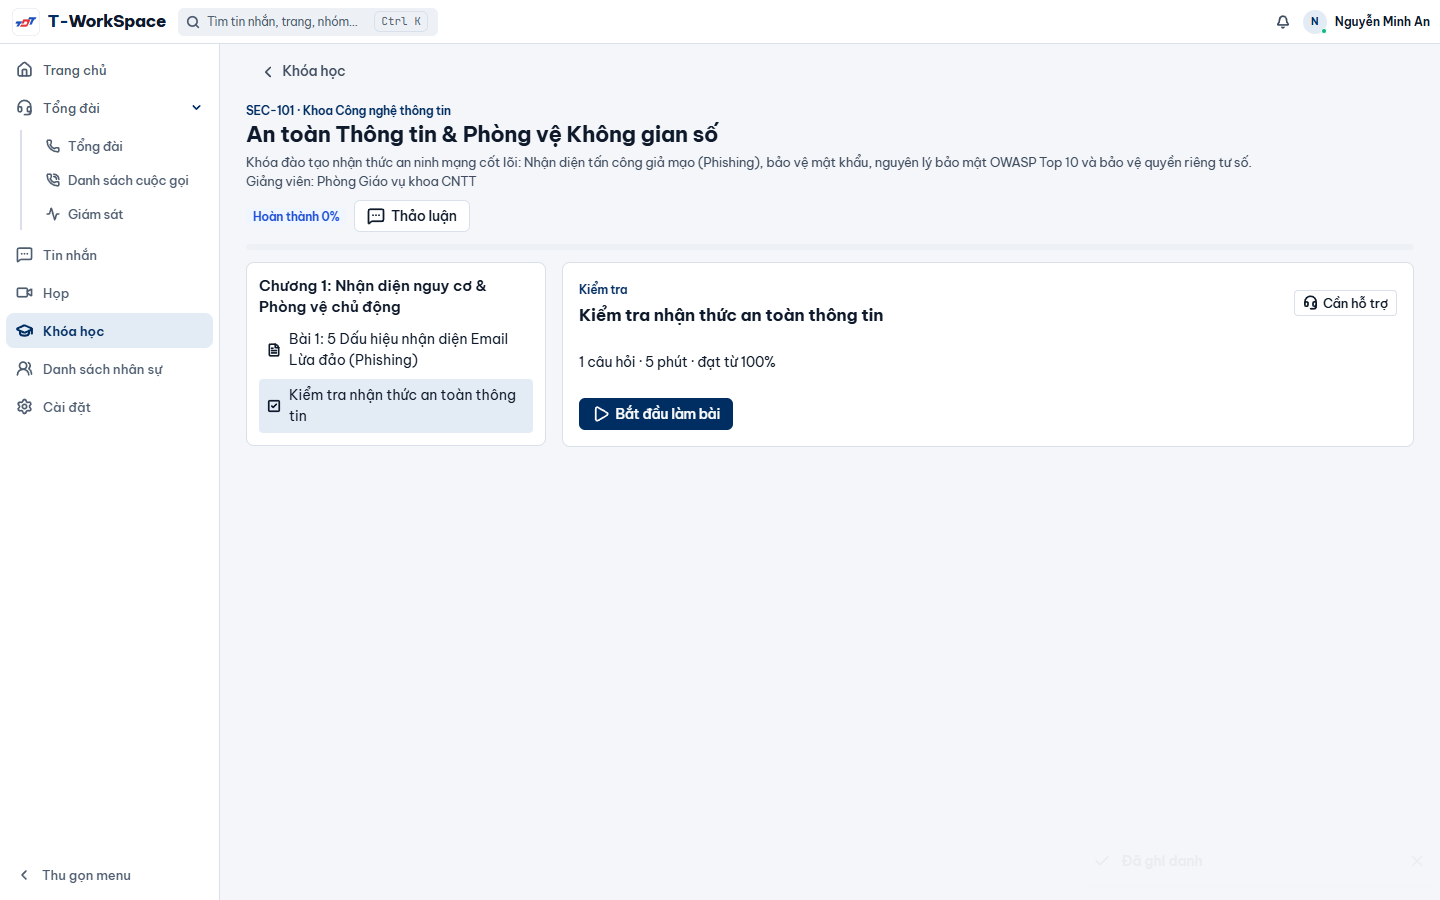 TDT T-WorkSpace
Tìm tin nhắn, trang, nhóm... Ctrl K
N Nguyễn Minh An
Trang chủ
Tổng đài
Tổng đài
Danh sách cuộc gọi
Giám sát
Tin nhắn
Họp
Khóa học
Danh sách nhân sự
Cài đặt
Thu gọn menu
Khóa học
SEC-101 · Khoa Công nghệ thông tin
An toàn Thông tin & Phòng vệ Không gian số
Khóa đào tạo nhận thức an ninh mạng cốt lõi: Nhận diện tấn công giả mạo (Phishing), bảo vệ mật khẩu, nguyên lý bảo mật OWASP Top 10 và bảo vệ quyền riêng tư số.
Giảng viên: Phòng Giáo vụ khoa CNTT
Hoàn thành 0%
Thảo luận
Chương 1: Nhận diện nguy cơ &
Phòng vệ chủ động
Bài 1: 5 Dấu hiệu nhận diện Email
Lừa đảo (Phishing)
Kiểm tra nhận thức an toàn thông
tin
Kiểm tra
Kiểm tra nhận thức an toàn thông tin
Cần hỗ trợ
1 câu hỏi · 5 phút · đạt từ 100%
Bắt đầu làm bài
Đã ghi danh